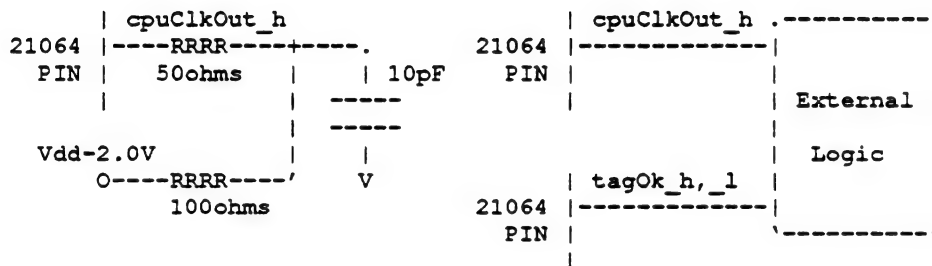 | cpuClkOut_h | cpuClkOut_h .-----------
21064 |----RRRR----+----. 21064 |--------------|
PIN | 50ohms | | 10pF PIN | |
| | ----- | | External
| -----  |
Vdd-2.0V | | | Logic
O----RRRR----' V | tagOk_h,_l |
100ohms 21064 |--------------|
PIN | '-----------
|